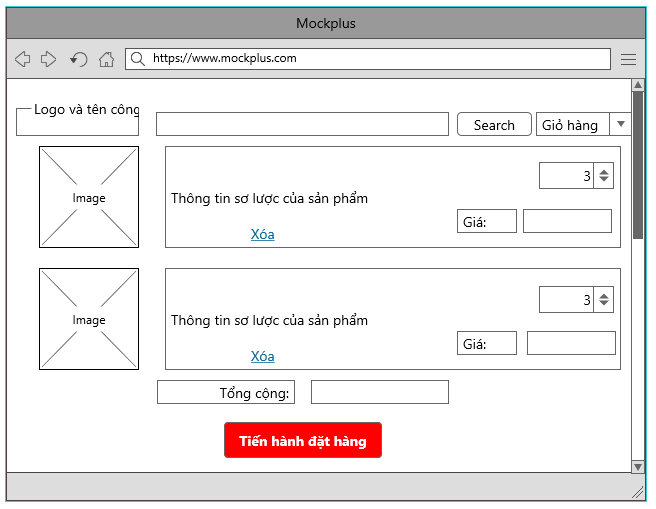 Mockplus
https://www.mockplus.com
Logo và tên công
Search
Giỏ hàng
Image
3
Thông tin sơ lược của sản phẩm
Giá:
Xóa
Image
3
Thông tin sơ lược của sản phẩm
Giá:
Xóa
Tổng cộng:
Tiến hành đặt hàng